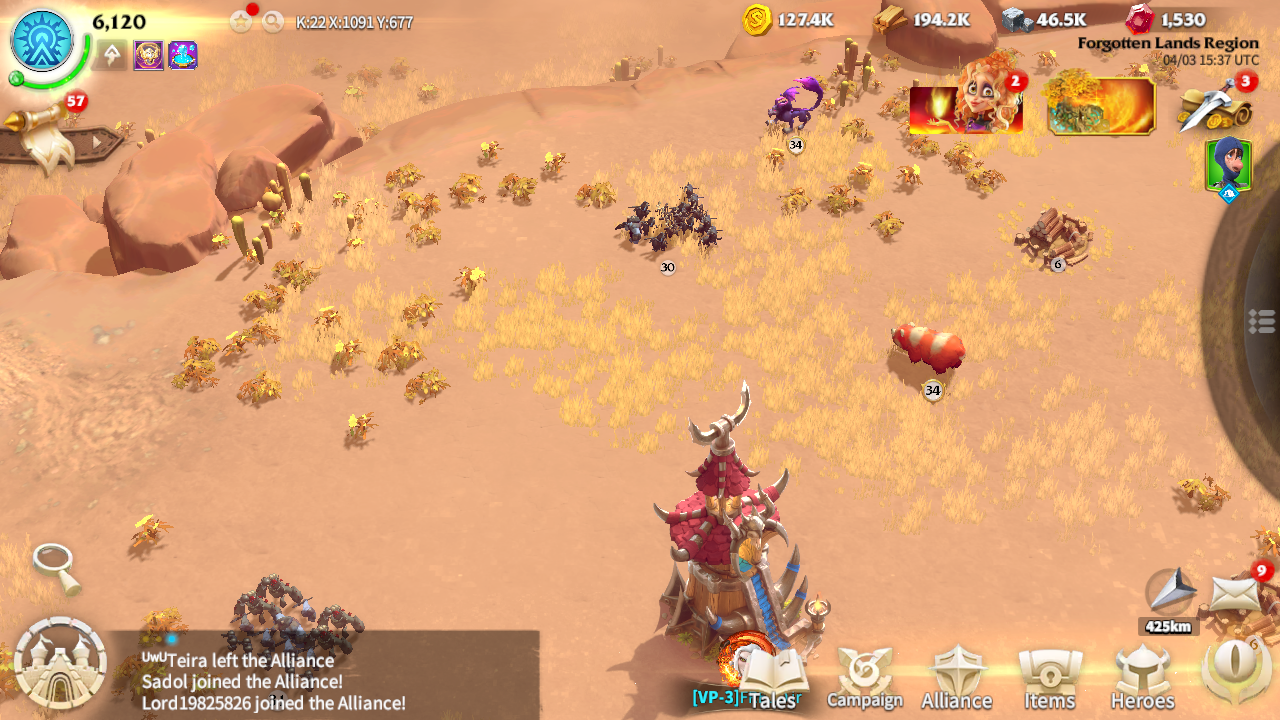 6,120
K:22 X:1091 Y:677
127.4K
194.2K
46.5K
1,530
Forgotten Lands Region
04/03 15:37 UTC
57
2
3
34
30
6
34
9
425km
UwUTeira left the Alliance
Sadol joined the Alliance!
Lord19825826 joined the Alliance!
[VP-3]
Tales
Campaign
Alliance
Items
Heroes
6